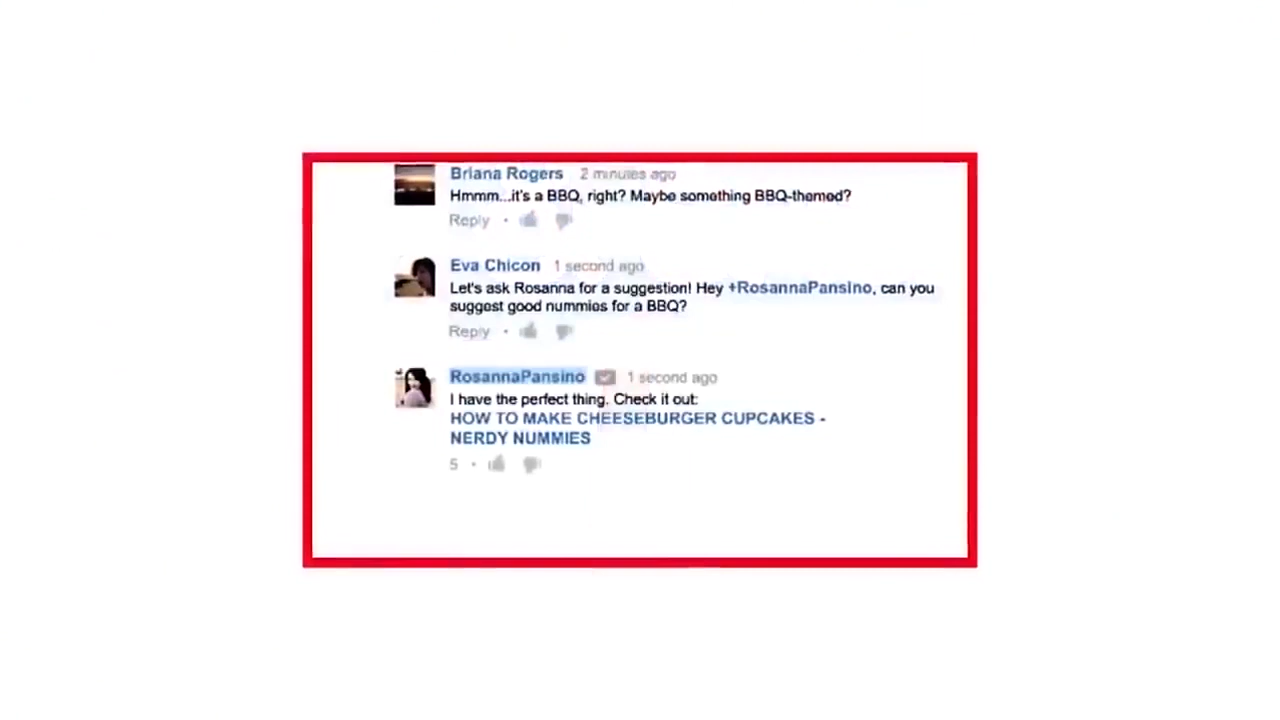 Briana Rogers 2 minutes ago
Hmmm...it's a BBQ, right? Maybe something BBQ-themed?
Reply •
Eva Chicon 1 second ago
Let's ask Rosanna for a suggestion! Hey +RosannaPansino, can you
suggest good nummies for a BBQ?
Reply •
RosannaPansino 1 second ago
I have the perfect thing. Check it out:
HOW TO MAKE CHEESEBURGER CUPCAKES -
NERDY NUMMIES
5 •